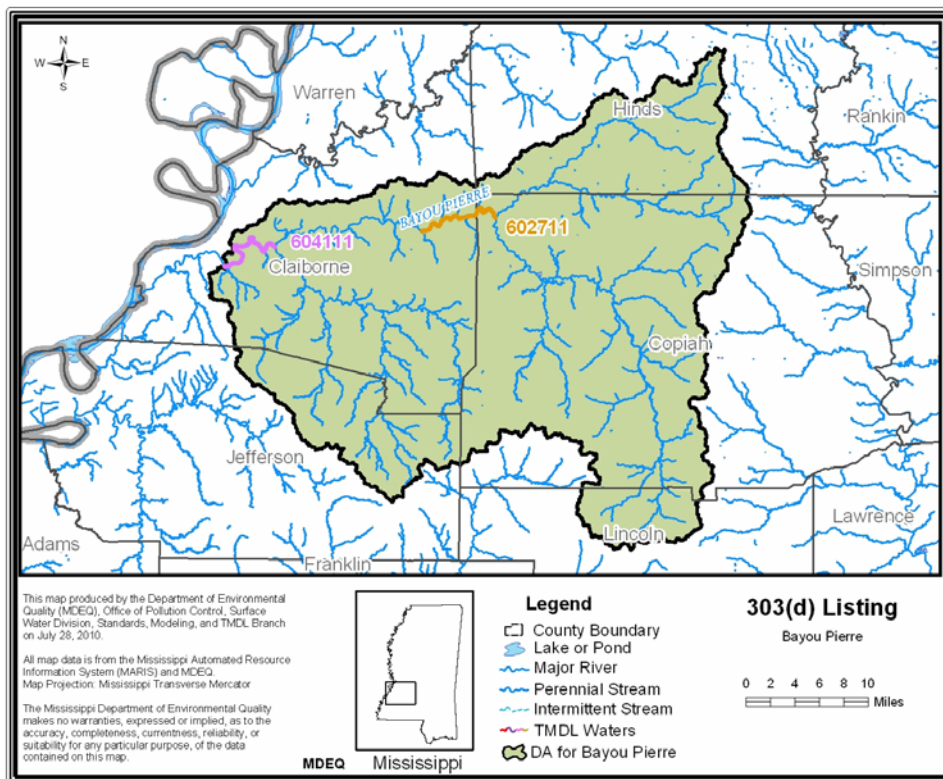 N
W E
S
Warren
Hinds
Rankin
BAYOU PIERRE
602711
604111
Claiborne
Simpson
Copiah
Jefferson
Lawrence
Adams
Lincoln
Franklin
This map produced by the Department of Environmental
Quality (MDEQ), Office of Pollution Control, Surface
Water Division, Standards, Modeling, and TMDL Branch
on July 28, 2010.
All map data is from the Mississippi Automated Resource
Information System (MARIS) and MDEQ.
Map Projection: Mississippi Transverse Mercator
The Mississippi Department of Environmental Quality
makes no warranties, expressed or implied, as to the
accuracy, completeness, currentness, reliability, or
suitability for any particular purpose, of the data
contained on this map.
MDEQ Mississippi
Legend
County Boundary
Lake or Pond
Major River
Perennial Stream
Intermittent Stream
TMDL Waters
DA for Bayou Pierre
303(d) Listing
Bayou Pierre
0 2 4 6 8 10
Miles